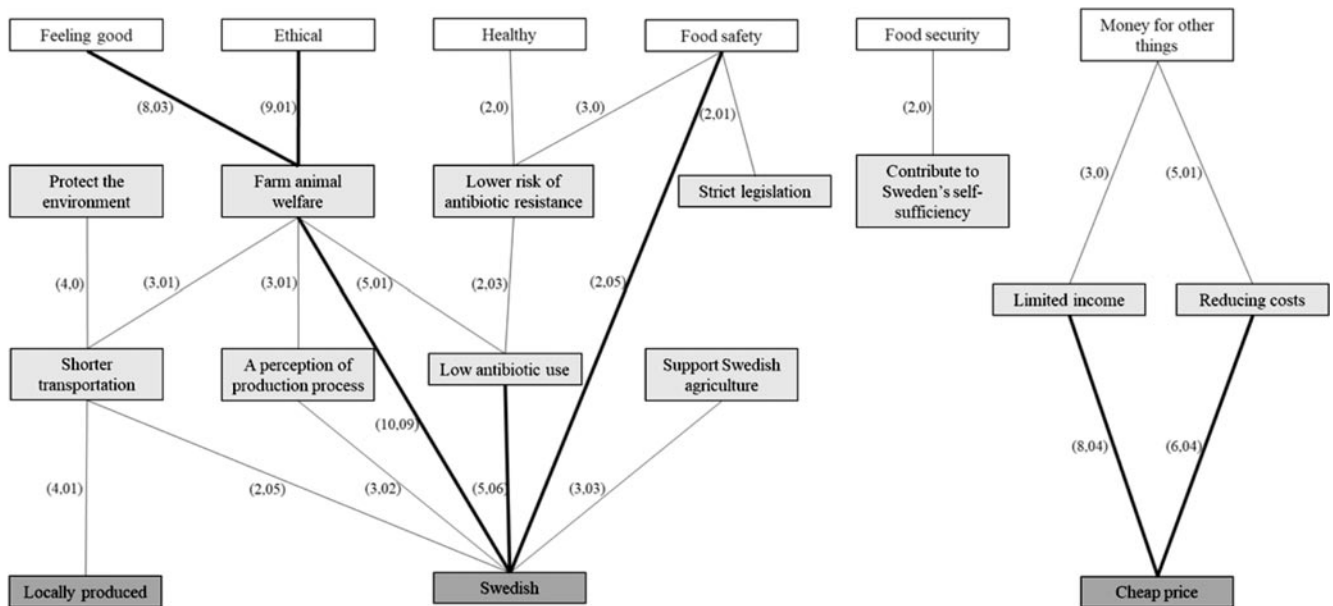 Feeling good
Ethical
Healthy
Food safety
Food security
Money for other
things
(8,03)
(9,01)
(2,0)
(3,0)
(2,01)
(2,0)
Protect the
environment
Farm animal
welfare
Lower risk of
antibiotic resistance
Strict legislation
Contribute to
Sweden's self-
sufficiency
(3,0)
(5,01)
(4,0)
(3,01)
(3,01)
(5,01)
(2,03)
(2,05)
Limited income
Reducing costs
Shorter
transportation
A perception of
production process
Low antibiotic use
Support Swedish
agriculture
(10,09)
(8,04)
(6,04)
(4,01)
(2,05)
(3,02)
(5,06)
(3,03)
Locally produced
Swedish
Cheap price